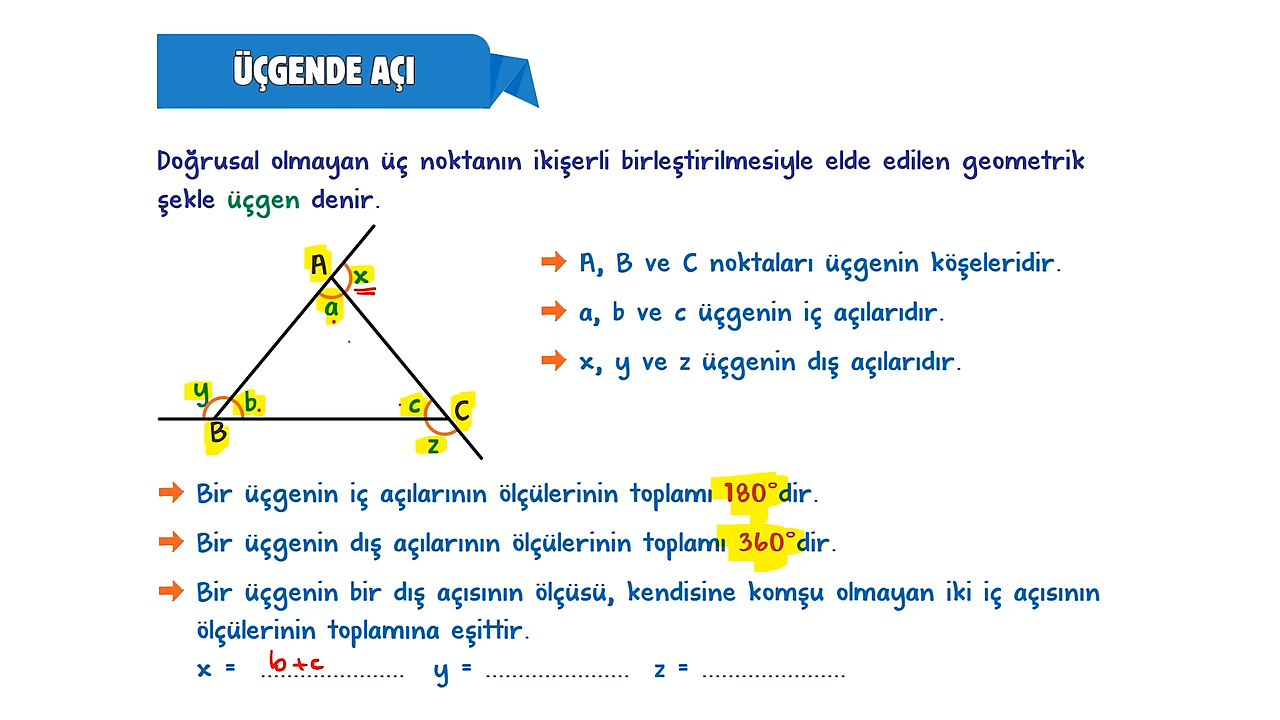 ÜÇGENDE AÇI
Doğrusal olmayan üç noktanın ikişerli birleştirilmesiyle elde edilen geometrik
şekle üçgen denir.
A
x
a
y
b
c
C
B
z
A, B ve C noktaları üçgenin köşeleridir.
a, b ve c üçgenin iç açılarıdır.
x, y ve z üçgenin dış açılarıdır.
Bir üçgenin iç açılarının ölçülerinin toplamı 180°dir.
Bir üçgenin dış açılarının ölçülerinin toplamı 360°dir.
Bir üçgenin bir dış açısının ölçüsü, kendisine komşu olmayan iki iç açısının
ölçülerinin toplamına eşittir.
x = b+c...................... y = ...................... z = ......................